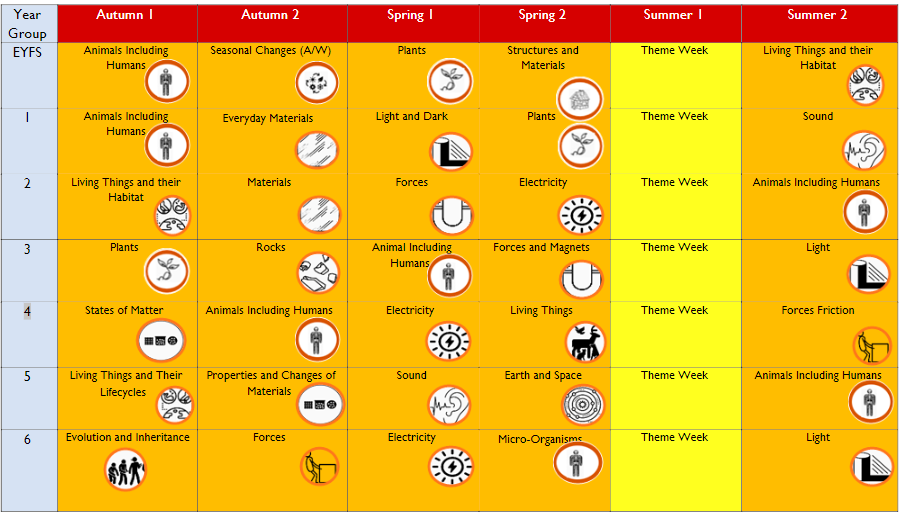 Year Group
Autumn 1
Autumn 2
Spring 1
Spring 2
Summer 1
Summer 2
EYFS
Animals Including
Humans
Seasonal Changes (A/W)
Plants
Structures and
Materials
Theme Week
Living Things and their
Habitat
1
Animals Including
Humans
Everyday Materials
Light and Dark
Plants
Theme Week
Sound
2
Living Things and their
Habitat
Materials
Forces
Electricity
Theme Week
Animals Including Humans
3
Plants
Rocks
Animal Including
Humans
Forces and Magnets
Theme Week
Light
4
States of Matter
Animals Including Humans
Electricity
Living Things
Theme Week
Forces Friction
5
Living Things and Their
Lifecycles
Properties and Changes of
Materials
Sound
Earth and Space
Theme Week
Animals Including Humans
6
Evolution and Inheritance
Forces
Electricity
Micro-Organisms
Theme Week
Light